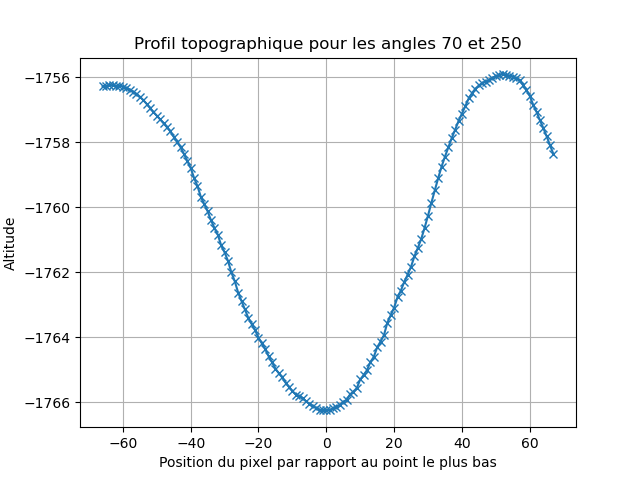 Profil topographique pour les angles 70 et 250
−1756
−1758
−1760
−1762
−1764
−1766
Altitude
−60 −40 −20 0 20 40 60
Position du pixel par rapport au point le plus bas